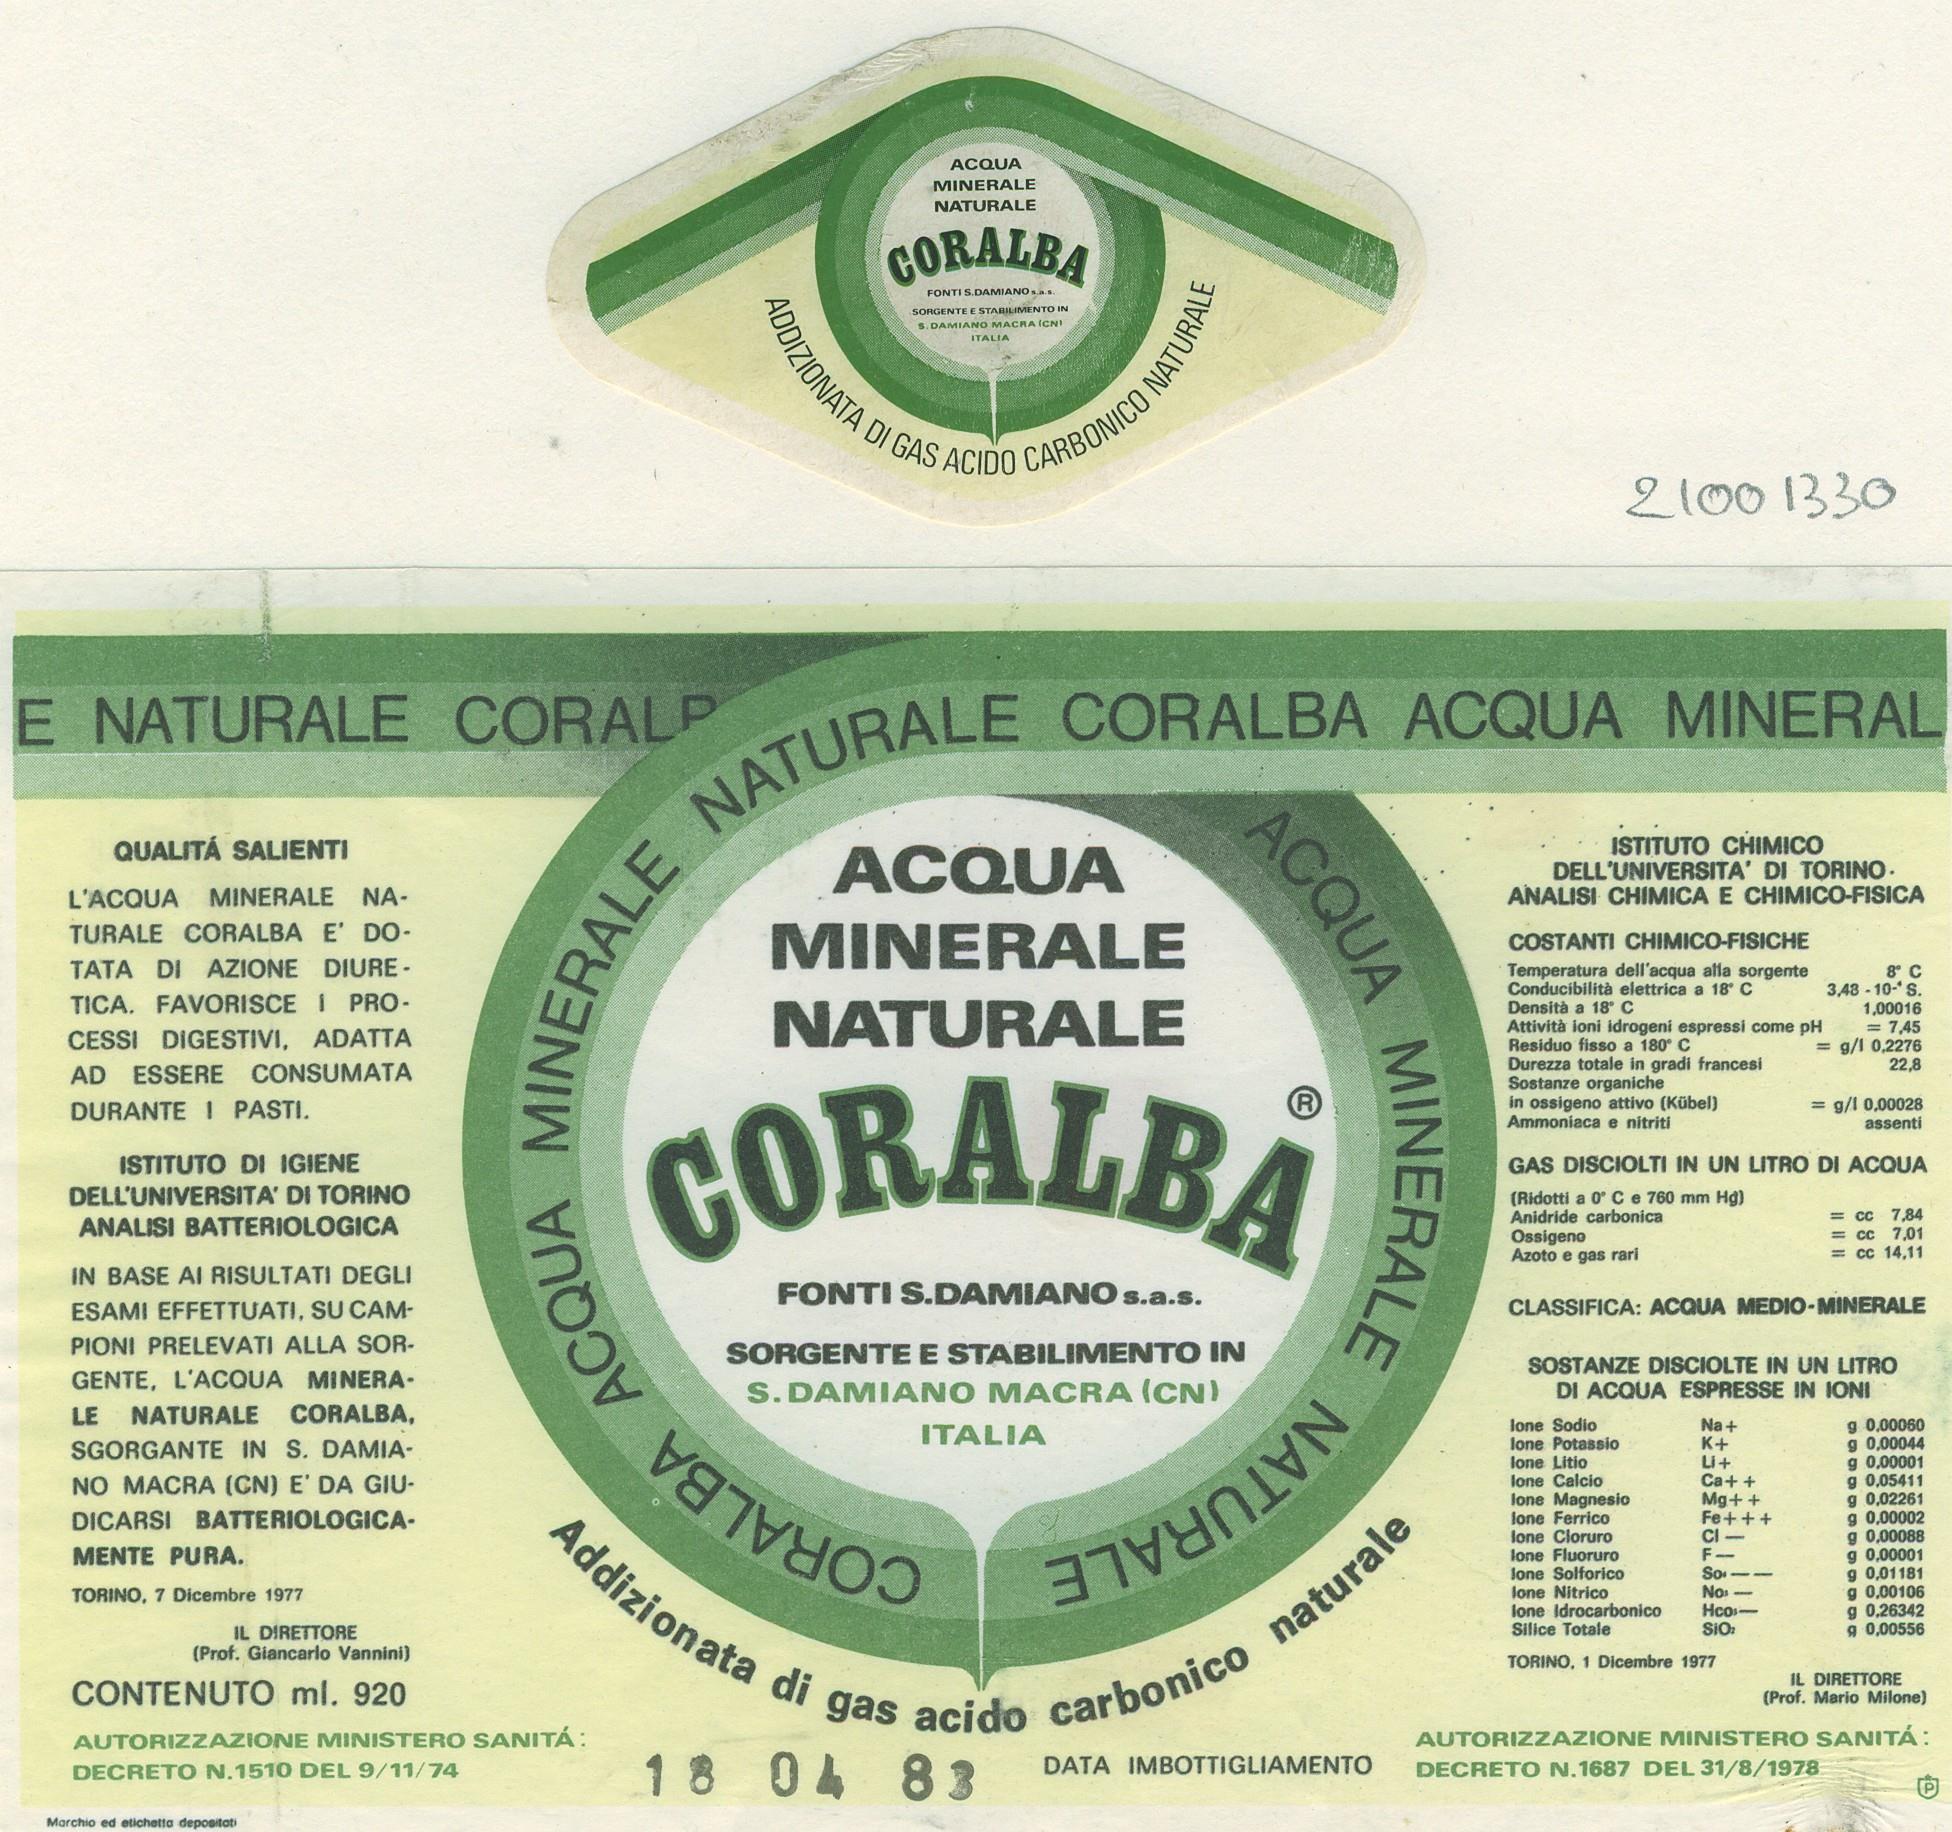 ACQUA
MINERALE
NATURALE
CORALBA
FONTI S.DAMIANO s.a.s.
SORGENTE E STABILIMENTO IN
S. DAMIANO MACRA (CN)
ITALIA
ADDIZIONATA DI GAS ACIDO CARBONICO NATURALE
21001330
E NATURALE CORALB
ACQUA MINERALE NATURALE CORALBA ACQUA MINERAL
ACQUA MINERALE NATURALE
CORALBA
QUALITÁ SALIENTI
L'ACQUA MINERALE NA-
TURALE CORALBA E' DO-
TATA DI AZIONE DIURE-
TICA. FAVORISCE I PRO-
CESSI DIGESTIVI, ADATTA
AD ESSERE CONSUMATA
DURANTE I PASTI.
ISTITUTO DI IGIENE
DELL'UNIVERSITA' DI TORINO
ANALISI BATTERIOLOGICA
IN BASE AI RISULTATI DEGLI
ESAMI EFFETTUATI, SU CAM-
PIONI PRELEVATI ALLA SOR-
GENTE, L'ACQUA MINERA-
LE NATURALE CORALBA,
SGORGANTE IN S. DAMIA-
NO MACRA (CN) E' DA GIU-
DICARSI BATTERIOLOGICA-
MENTE PURA.
TORINO, 7 Dicembre 1977
IL DIRETTORE
(Prof. Giancarlo Vannini)
CONTENUTO ml. 920
AUTORIZZAZIONE MINISTERO SANITÁ:
DECRETO N.1510 DEL 9/11/74
Marchio ed etichetta depositati
ACQUA
MINERALE
NATURALE
CORALBA ®
FONTI S.DAMIANO s.a.s.
SORGENTE E STABILIMENTO IN
S. DAMIANO MACRA (CN)
ITALIA
Addizionata di gas acido carbonico naturale
18 04 83 DATA IMBOTTIGLIAMENTO
ISTITUTO CHIMICO
DELL'UNIVERSITA' DI TORINO.
ANALISI CHIMICA E CHIMICO-FISICA
COSTANTI CHIMICO-FISICHE
Temperatura dell'acqua alla sorgente 8° C
Conducibilità elettrica a 18° C 3,48 - 10-⁴ S.
Densità a 18° C 1,00016
Attività ioni idrogeni espressi come pH = 7,45
Residuo fisso a 180° C = g/l 0,2276
Durezza totale in gradi francesi 22,8
Sostanze organiche
in ossigeno attivo (Kübel) = g/l 0,00028
Ammoniaca e nitriti assenti
GAS DISCIOLTI IN UN LITRO DI ACQUA
(Ridotti a 0° C e 760 mm Hg)
Anidride carbonica = cc 7,84
Ossigeno = cc 7,01
Azoto e gas rari = cc 14,11
CLASSIFICA: ACQUA MEDIO-MINERALE
SOSTANZE DISCIOLTE IN UN LITRO
DI ACQUA ESPRESSE IN IONI
Ione Sodio Na+ g 0,00060
Ione Potassio K+ g 0,00044
Ione Litio Li+ g 0,00001
Ione Calcio Ca++ g 0,05411
Ione Magnesio Mg++ g 0,02261
Ione Ferrico Fe+++ g 0,00002
Ione Cloruro Cl— g 0,00088
Ione Fluoruro F— g 0,00001
Ione Solforico So₄—— g 0,01181
Ione Nitrico No₃— g 0,00106
Ione Idrocarbonico Hco₃— g 0,26342
Silice Totale SiO₂ g 0,00556
TORINO, 1 Dicembre 1977
IL DIRETTORE
(Prof. Mario Milone)
AUTORIZZAZIONE MINISTERO SANITÁ:
DECRETO N.1687 DEL 31/8/1978
P